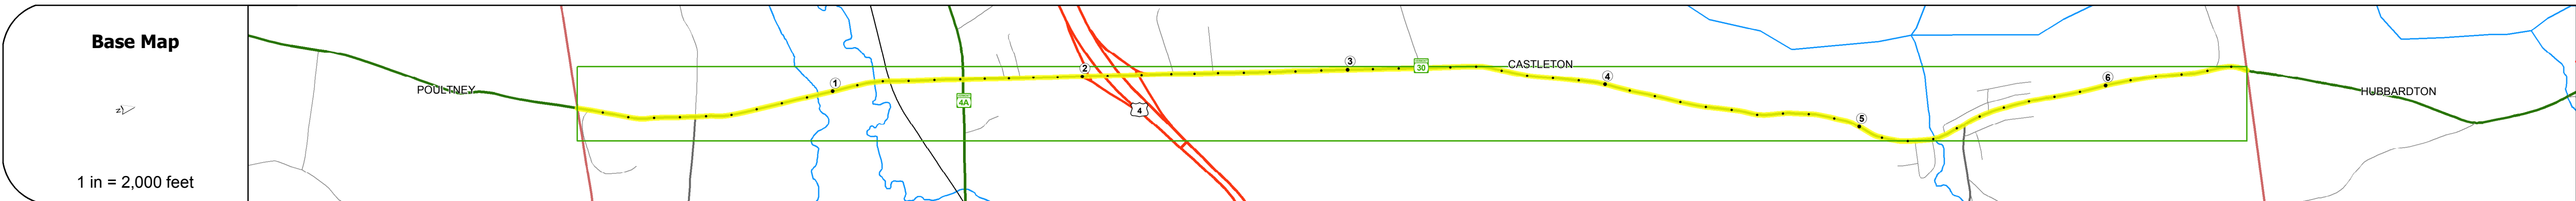 Base Map
N
1 in = 2,000 feet
POULTNEY
1
4A
2
4
3
30
CASTLETON
4
5
6
HUBBARDTON